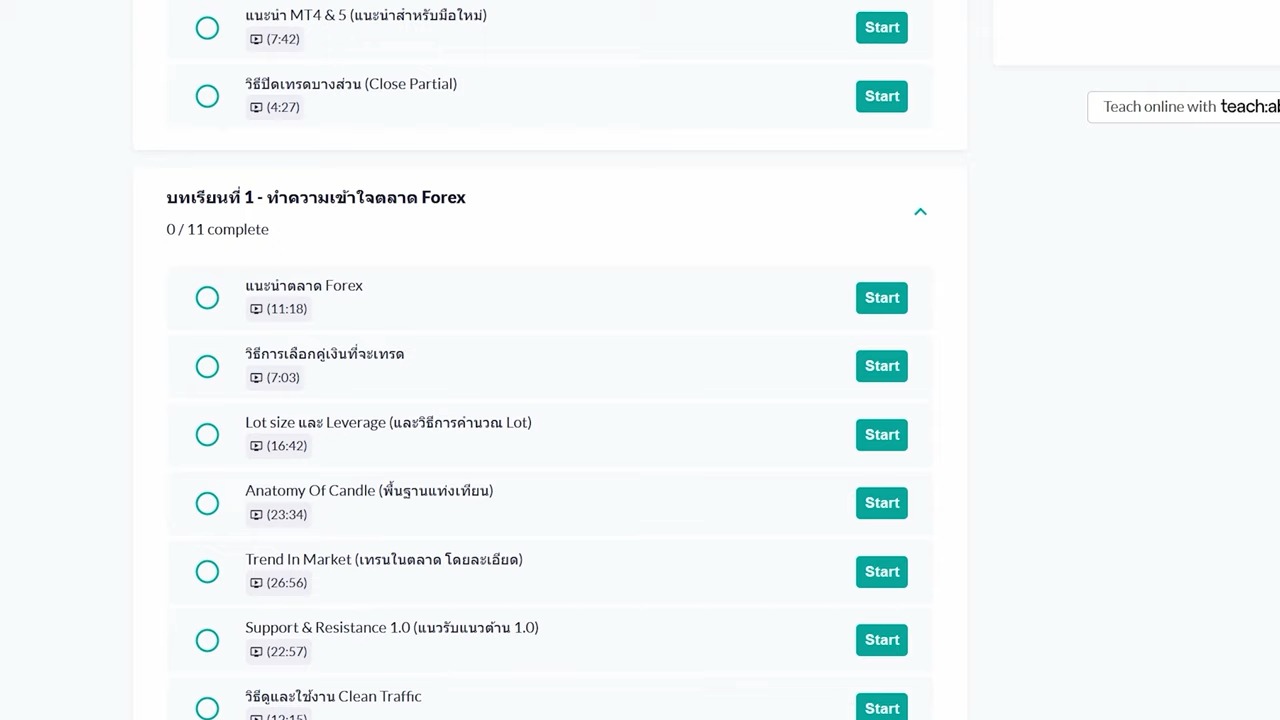 แนะนำ MT4 & 5 (แนะนำสำหรับมือใหม่)
(7:42)
Start
วิธีปิดเทรดบางส่วน (Close Partial)
(4:27)
Start
Teach online with teach:ab
บทเรียนที่ 1 - ทำความเข้าใจตลาด Forex
0 / 11 complete
แนะนำตลาด Forex
(11:18)
Start
วิธีการเลือกคู่เงินที่จะเทรด
(7:03)
Start
Lot size และ Leverage (และวิธีการคำนวณ Lot)
(16:42)
Start
Anatomy Of Candle (พื้นฐานแท่งเทียน)
(23:34)
Start
Trend In Market (เทรนในตลาด โดยละเอียด)
(26:56)
Start
Support & Resistance 1.0 (แนวรับแนวต้าน 1.0)
(22:57)
Start
วิธีดูและใช้งาน Clean Traffic
(12:15)
Start